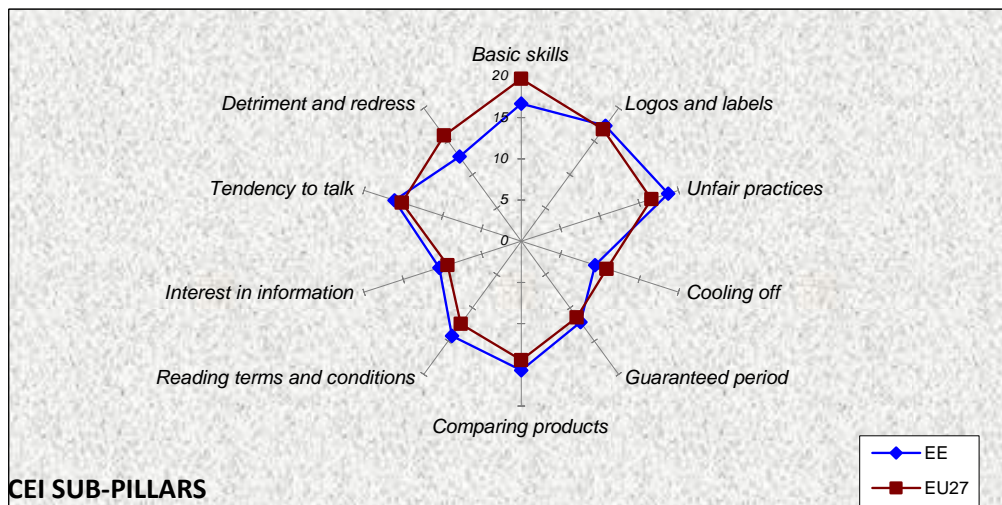 Basic skills
20
Detriment and redress
Logos and labels
15
10
Tendency to talk
Unfair practices
5
0
Interest in information
Cooling off
Reading terms and conditions
Guaranteed period
Comparing products
EE
EU27
CEI SUB-PILLARS